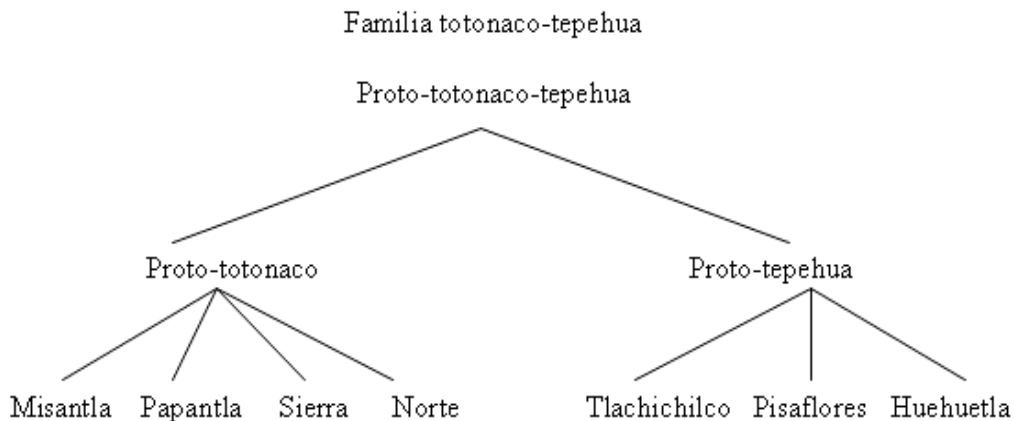 Familia totonaco-tepehua
Proto-totonaco-tepehua
Proto-totonaco Proto-tepehua
Misantla Papantla Sierra Norte Tlachichilco Pisaflores Huehuetla